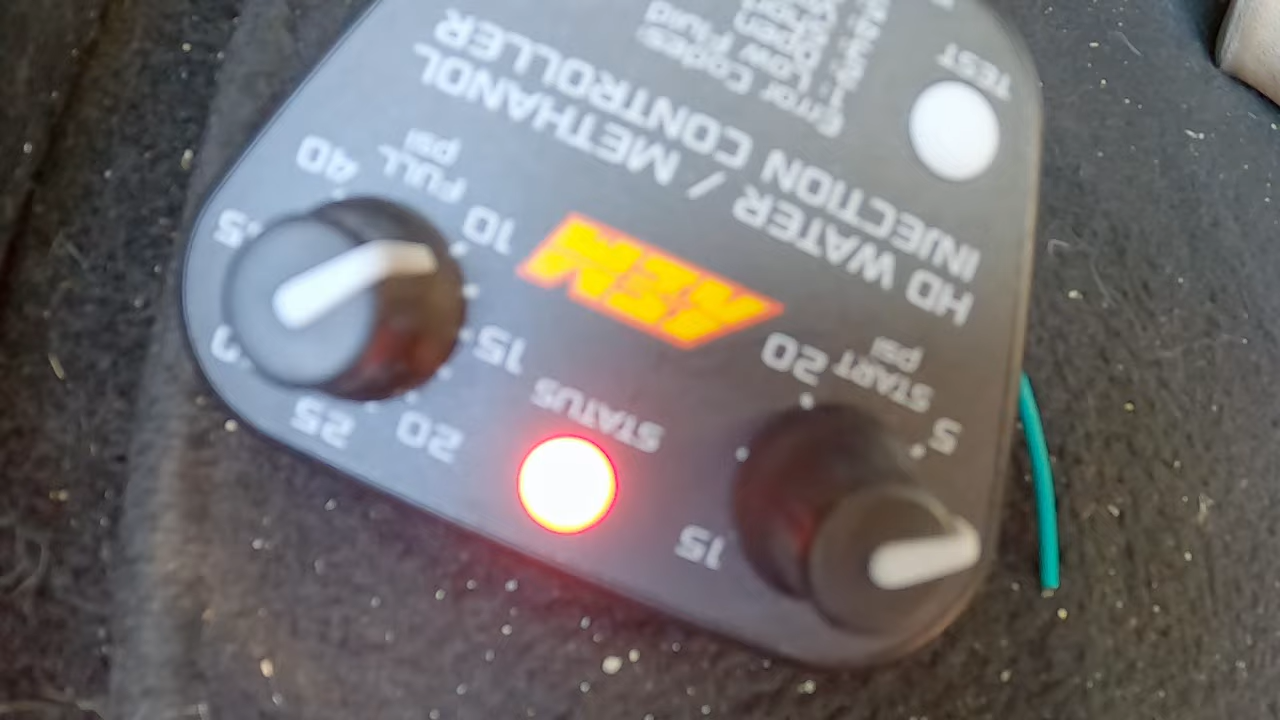 TEST
Error Codes
Low Fluid
HD WATER / METHANOL
INJECTION CONTROLLER
START
psi
5
15
20
AEM
FULL
psi
10
15
20
25
40
STATUS